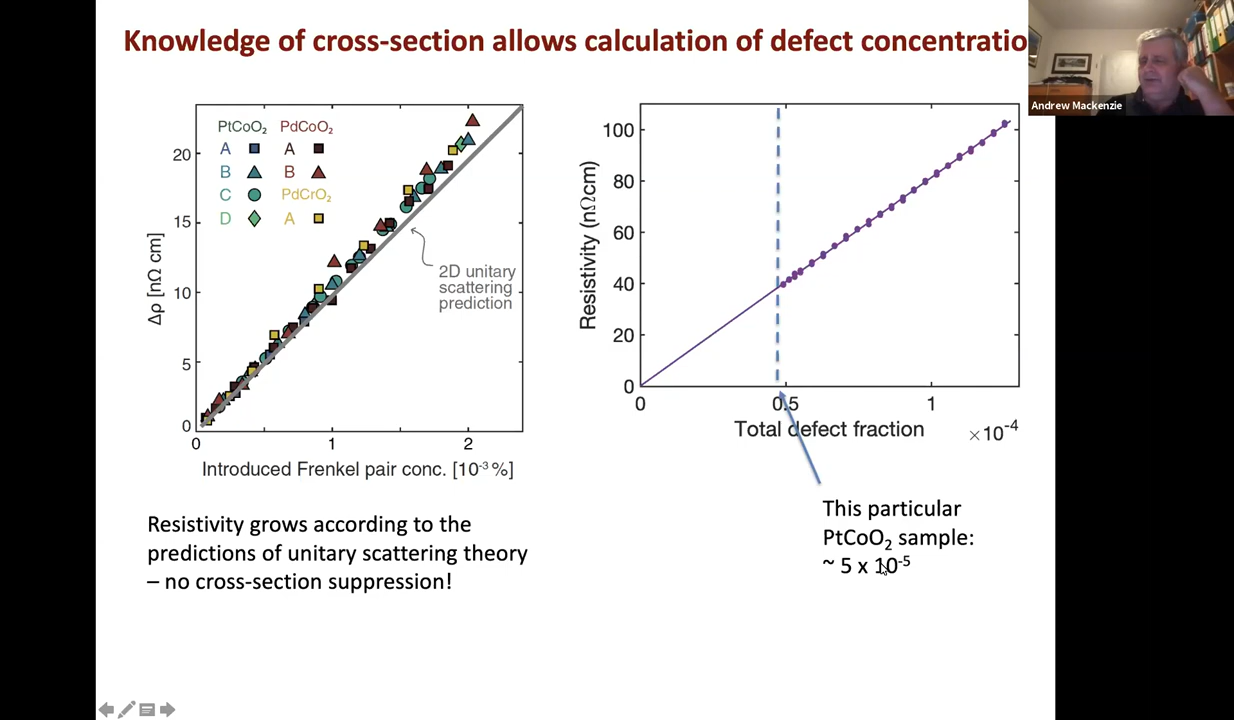 Knowledge of cross-section allows calculation of defect concentratio
Andrew Mackenzie
PtCoO₂ PdCoO₂
A A
B B
C PdCrO₂
D A
20
15
10
5
0
Δρ [nΩ cm]
0 1 2
Introduced Frenkel pair conc. [10⁻³ %]
2D unitary
scattering
prediction
100
80
60
40
20
0
Resistivity (nΩcm)
0 0.5 1
Total defect fraction ×10⁻⁴
This particular
PtCoO₂ sample:
~ 5 x 10⁻⁵
Resistivity grows according to the
predictions of unitary scattering theory
– no cross-section suppression!